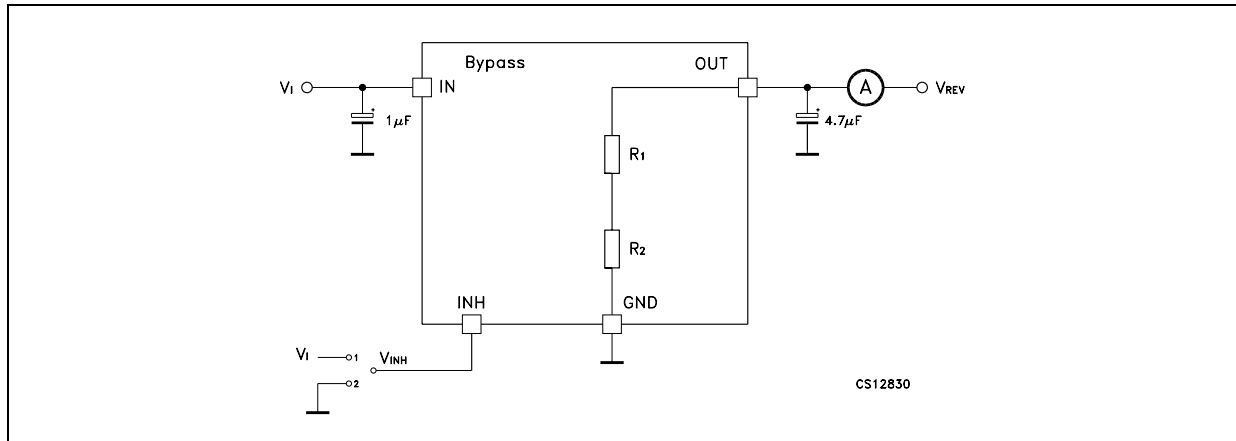 Bypass
OUT
VI
IN
A
VREV
1μF
4.7μF
R1
R2
INH
GND
VI
1
VINH
2
CS12830